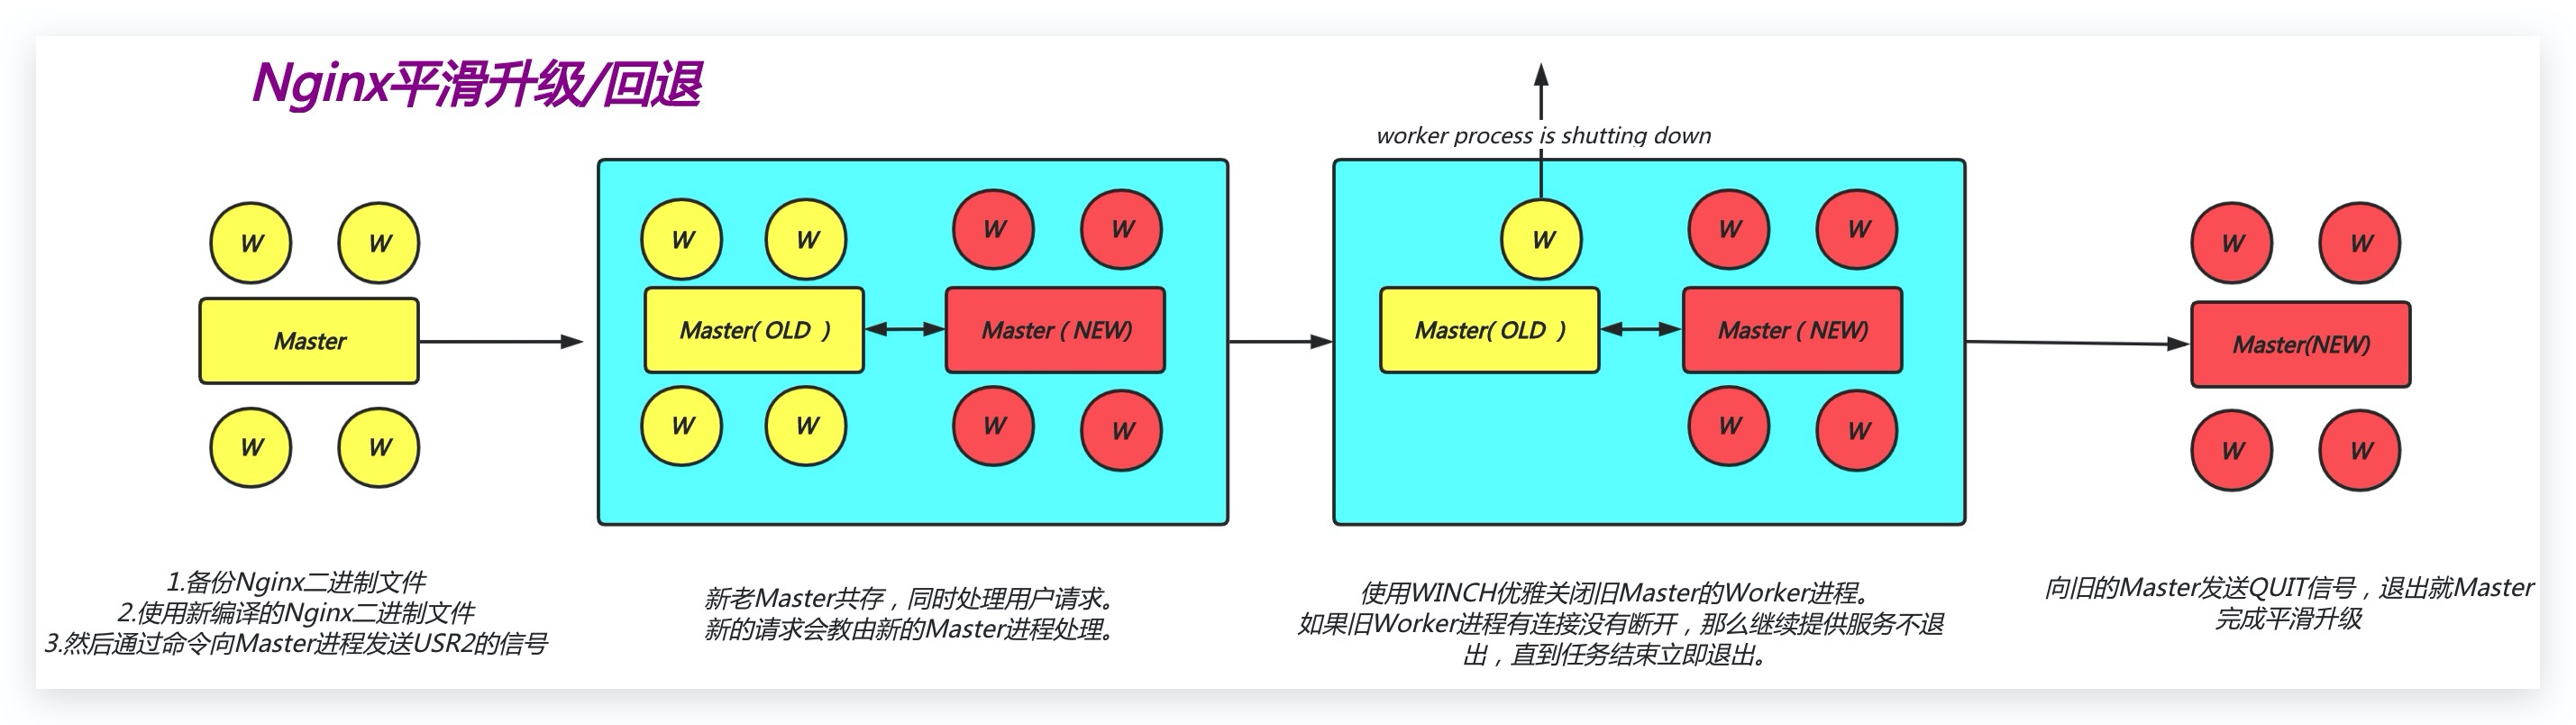 Nginx平滑升级/回退
worker process is shutting down
W
W
Master
W
W
W
W
W
W
Master( OLD )
Master ( NEW)
W
W
W
W
W
W
W
Master( OLD )
Master ( NEW)
W
W
W
W
Master(NEW)
W
W
1.备份Nginx二进制文件
2.使用新编译的Nginx二进制文件
3.然后通过命令向Master进程发送USR2的信号
新老Master共存，同时处理用户请求。
新的请求会教由新的Master进程处理。
使用WINCH优雅关闭旧Master的Worker进程。
如果旧Worker进程有连接没有断开，那么继续提供服务不退
出，直到任务结束立即退出。
向旧的Master发送QUIT信号，退出就Master
完成平滑升级